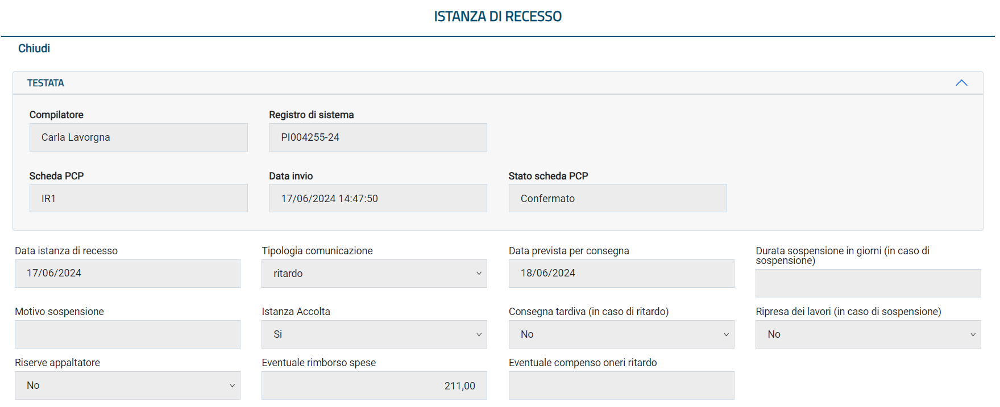 ISTANZA DI RECESSO
Chiudi
TESTATA
Compilatore
Registro di sistema
Carla Lavorgna
PI004255-24
Scheda PCP
Data invio
Stato scheda PCP
IR1
17/06/2024 14:47:50
Confermato
Data istanza di recesso
Tipologia comunicazione
Data prevista per consegna
Durata sospensione in giorni (in caso di
sospensione)
17/06/2024
ritardo
18/06/2024
Motivo sospensione
Istanza Accolta
Consegna tardiva (in caso di ritardo)
Ripresa dei lavori (in caso di sospensione)
Si
No
No
Riserve appaltatore
Eventuale rimborso spese
Eventuale compenso oneri ritardo
No
211,00